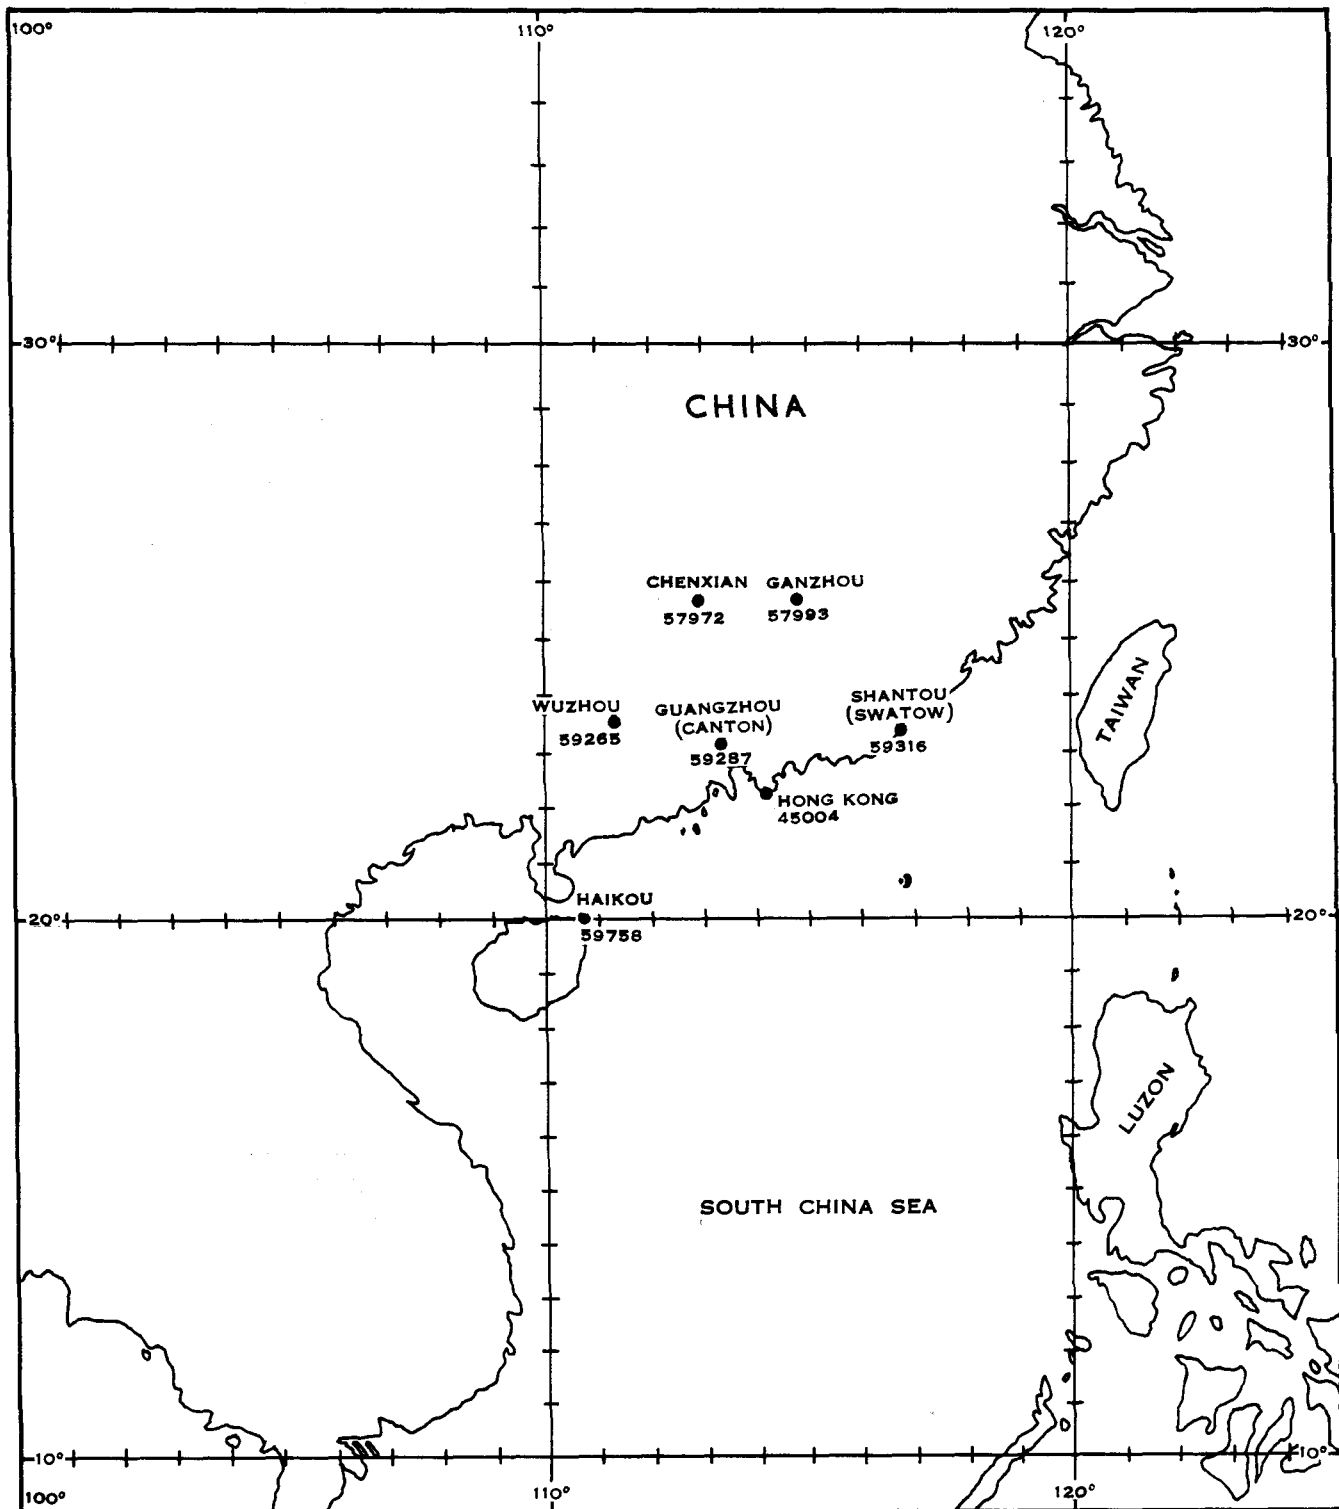 100° 110° 120°
30° 30°
CHINA
CHENXIAN GANZHOU
57972 57993
SHANTOU
(SWATOW)
59316
WUZHOU
59265
GUANGZHOU
(CANTON)
59287
TAIWAN
HONG KONG
45004
HAIKOU
59758
20° 20°
LUZON
SOUTH CHINA SEA
10° 10°
100° 110° 120°